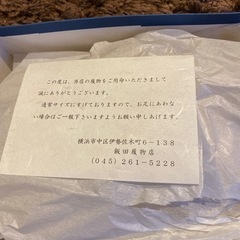 この度は、当店の履物をご用命いただきまして
誠にありがとうございます。
通常サイズにすげておりますので、お足にあわな
い場合はご一報下さいますようお願い申しあげます。
横浜市中区伊勢佐木町6－138
飯田履物店
(045) 261－5228